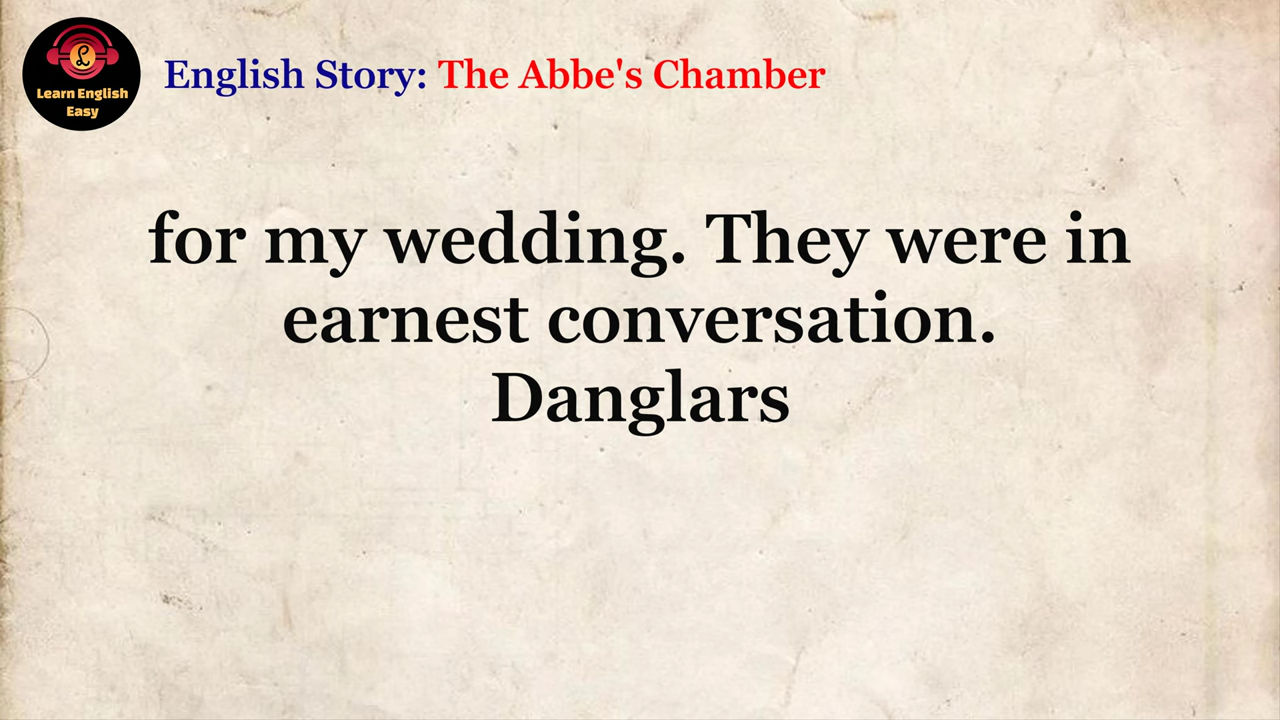 Learn English
Easy
English Story: The Abbe's Chamber
for my wedding. They were in
earnest conversation.
Danglars